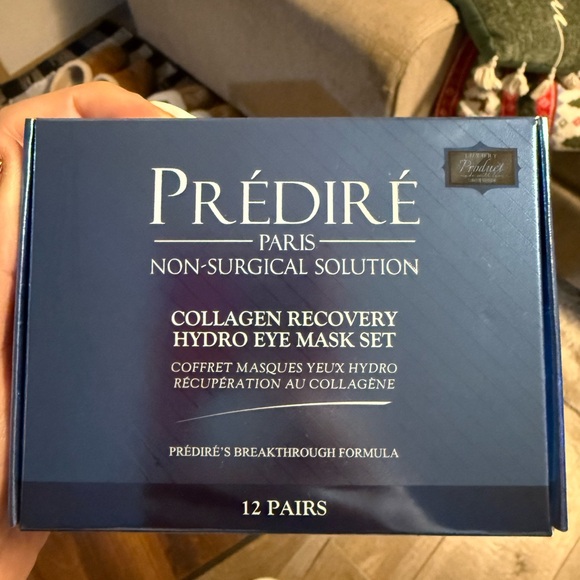 PRÉDIRÉ
PARIS
NON-SURGICAL SOLUTION
Product
COLLAGEN RECOVERY
HYDRO EYE MASK SET
COFFRET MASQUES YEUX HYDRO
RÉCUPÉRATION AU COLLAGÈNE
PRÉDIRÉ'S BREAKTHROUGH FORMULA
12 PAIRS